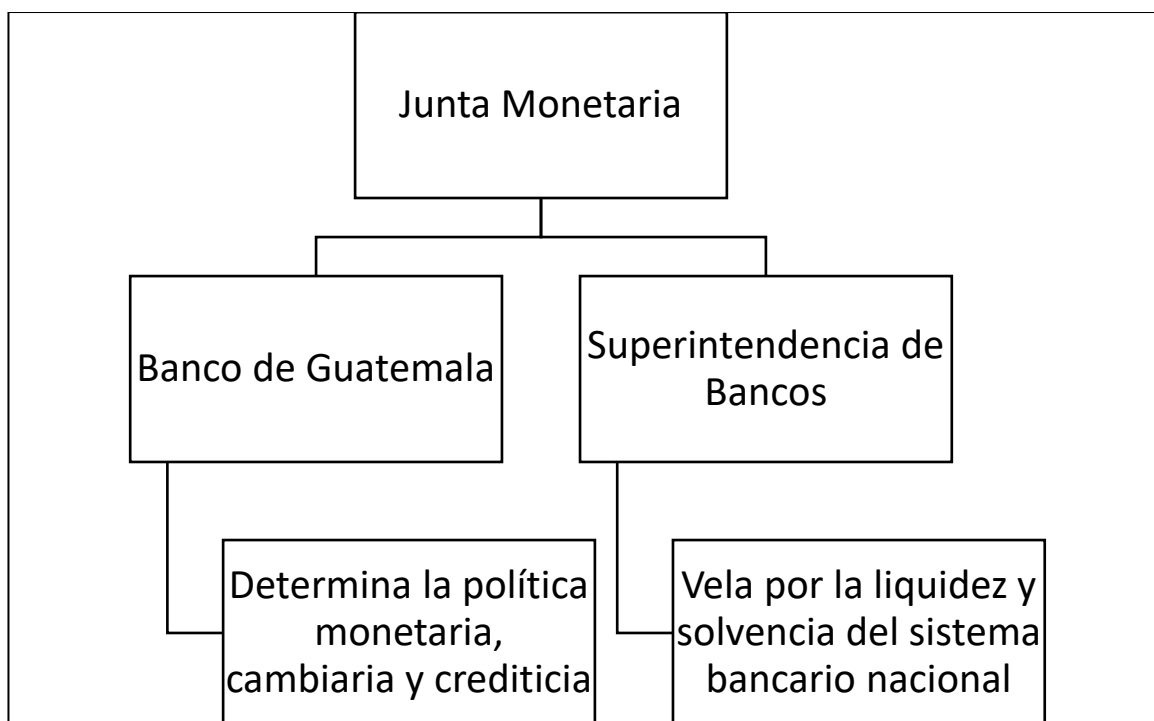 Junta Monetaria
Banco de Guatemala
Superintendencia de
Bancos
Determina la política
monetaria,
cambiaria y crediticia
Vela por la liquidez y
solvencia del sistema
bancario nacional